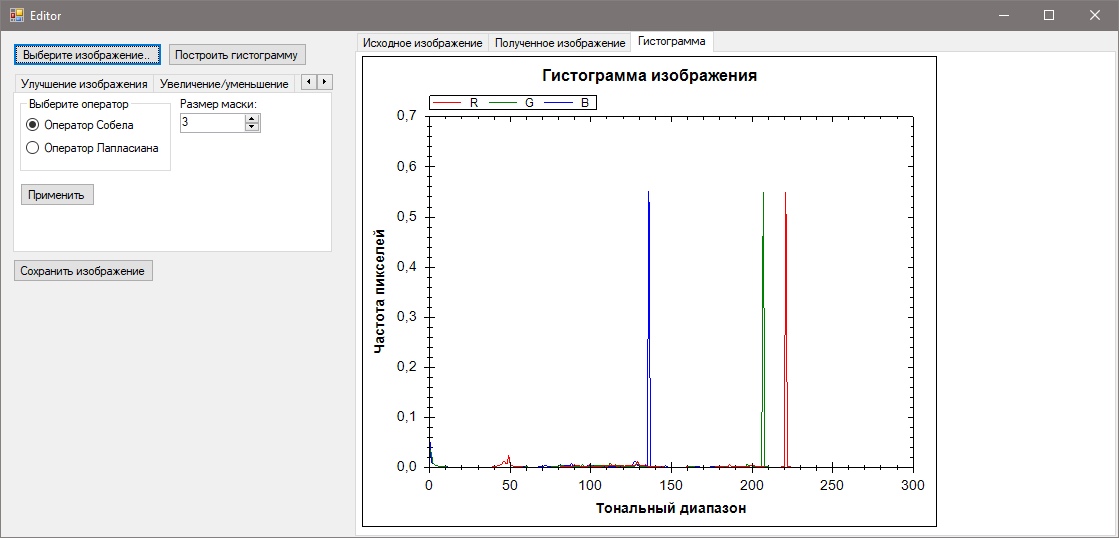 Editor
Выберите изображение..
Построить гистограмму
Улучшение изображения
Увеличение/уменьшение
Выберите оператор
Размер маски:
Оператор Собела
3
Оператор Лапласиана
Применить
Сохранить изображение
Исходное изображение
Полученное изображение
Гистограмма
Гистограмма изображения
R G B
0,7
0,6
0,5
0,4
0,3
0,2
0,1
0,0
Частота пикселей
0 50 100 150 200 250 300
Тональный диапазон